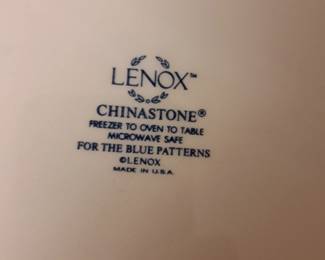 LENOX™
CHINASTONE®
FREEZER TO OVEN TO TABLE
MICROWAVE SAFE
FOR THE BLUE PATTERNS
©LENOX
MADE IN U.S.A.